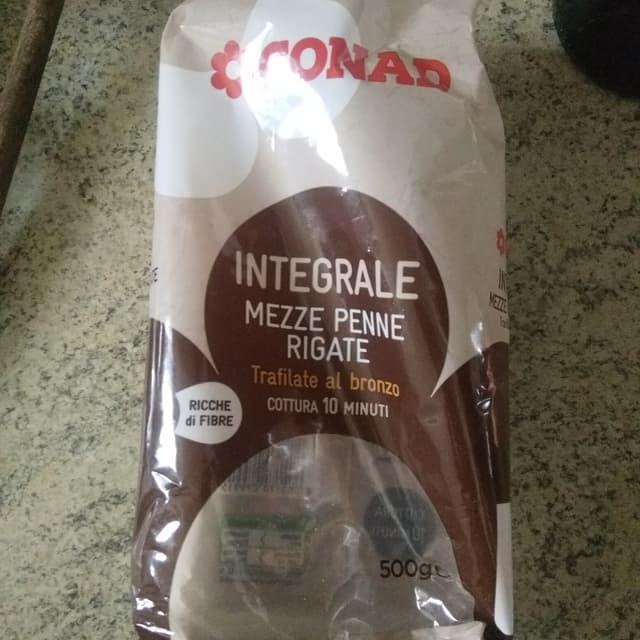 CONAD
INTEGRALE
MEZZE PENNE
RIGATE
Trafilate al bronzo
COTTURA 10 MINUTI
RICCHE
di FIBRE
500g